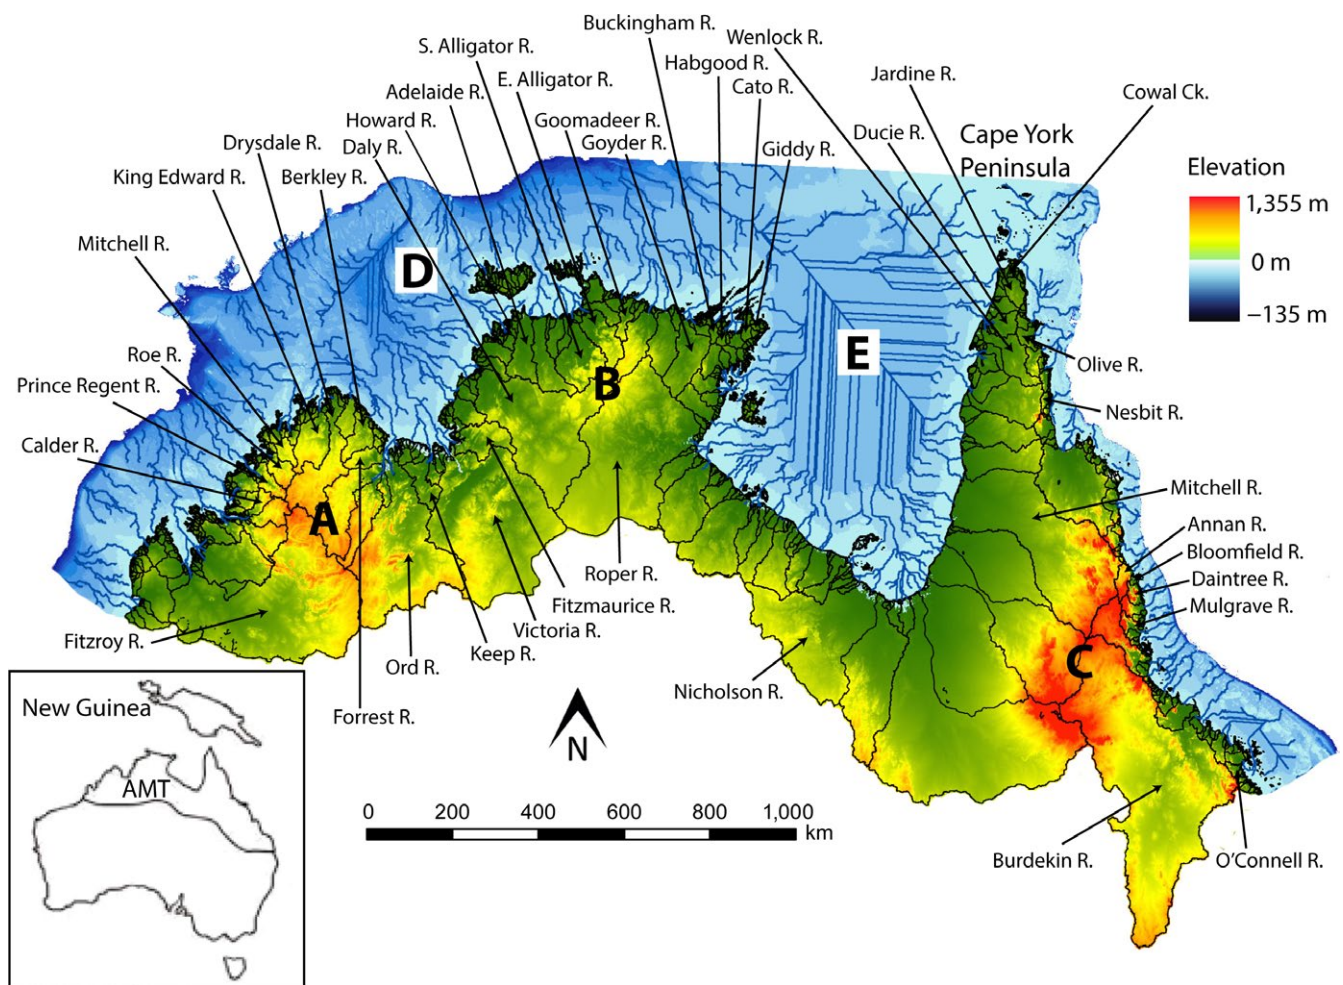 Buckingham R.
Wenlock R.
S. Alligator R.
Habgood R.
E. Alligator R.
Jardine R.
Cato R.
Cowal Ck.
Adelaide R.
Howard R.
Goomadeer R.
Ducie R.
Cape York
Peninsula
Drysdale R.
Daly R.
Goyder R.
Giddy R.
Elevation
King Edward R.
Berkley R.
1,355 m
Mitchell R.
D
0 m
−135 m
Roe R.
E
Olive R.
Prince Regent R.
B
Nesbit R.
Calder R.
Mitchell R.
A
Annan R.
Bloomfield R.
Roper R.
Daintree R.
Fitzmaurice R.
Mulgrave R.
Victoria R.
Fitzroy R.
Keep R.
Ord R.
C
Nicholson R.
New Guinea
Forrest R.
N
AMT
0 200 400 600 800 1,000
km
Burdekin R.
O’Connell R.